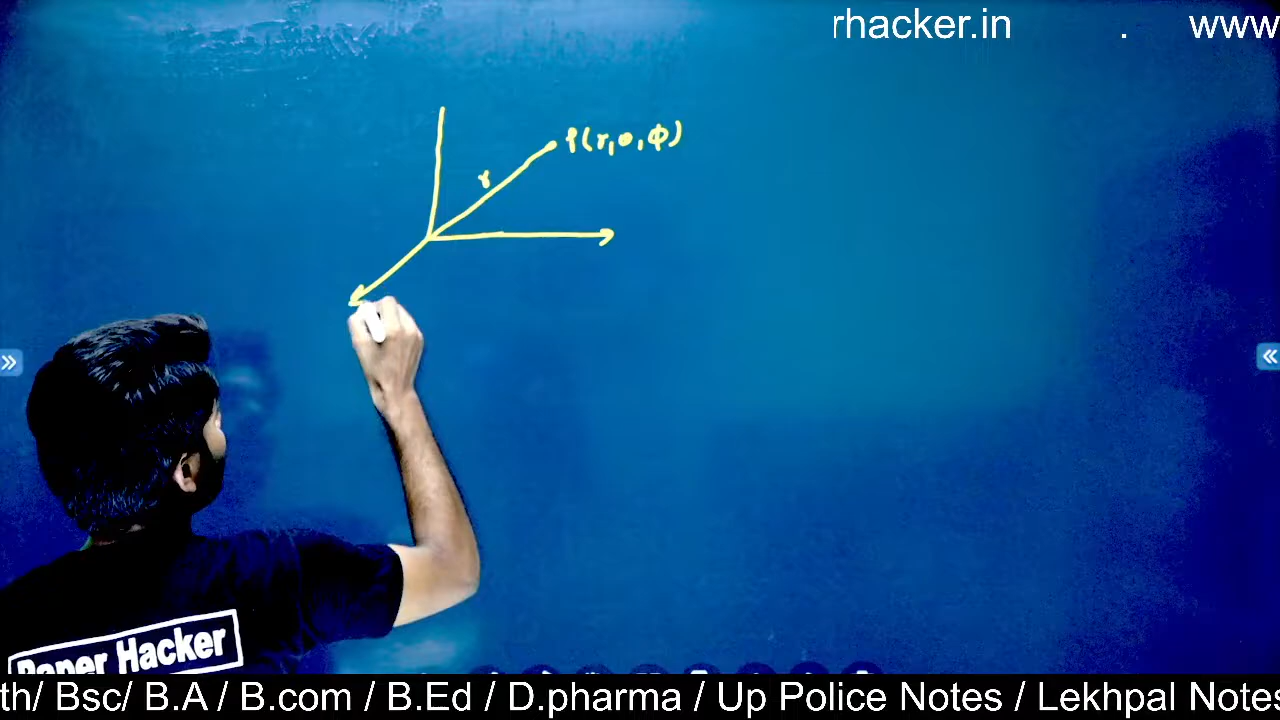 rhacker.in . www
P(r,θ,Φ)
r
Paper Hacker
th/ Bsc/ B.A / B.com / B.Ed / D.pharma / Up Police Notes / Lekhpal Notes